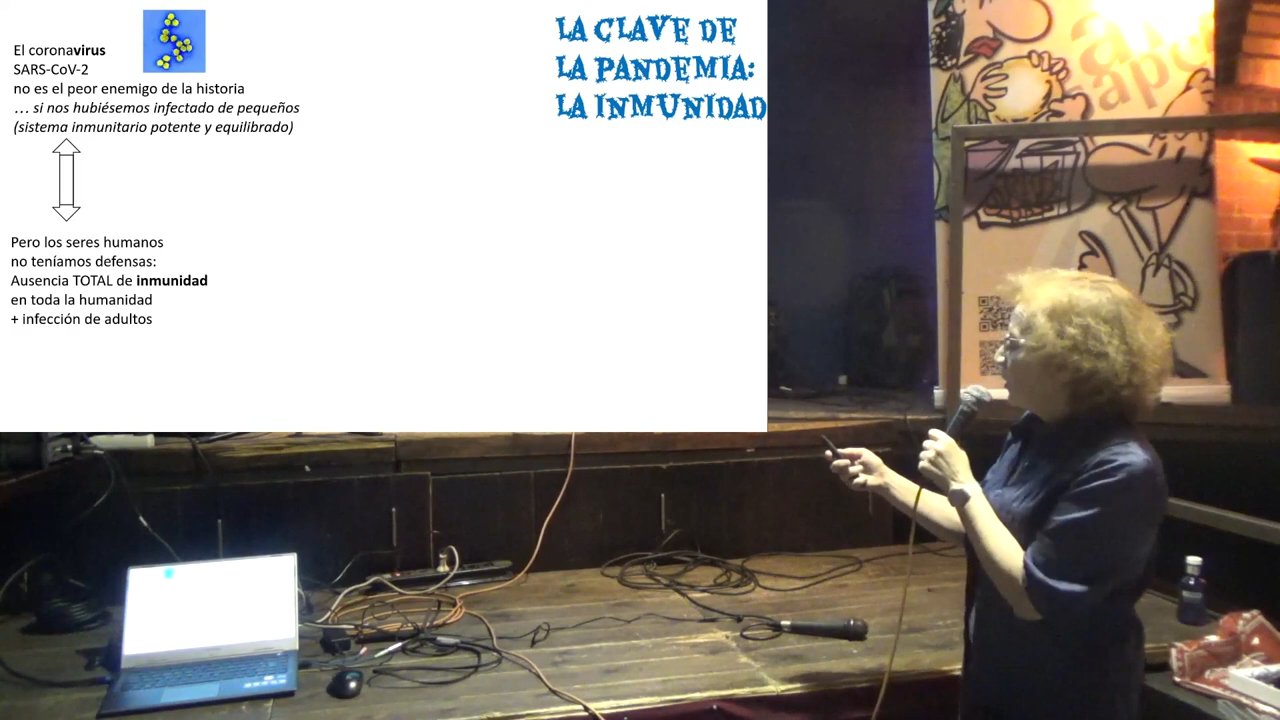 El coronavirus
SARS-CoV-2
no es el peor enemigo de la historia
… si nos hubiésemos infectado de pequeños
(sistema inmunitario potente y equilibrado)
Pero los seres humanos
no teníamos defensas:
Ausencia TOTAL de inmunidad
en toda la humanidad
+ infección de adultos
LA CLAVE DE
LA PANDEMIA:
LA INMUNIDAD